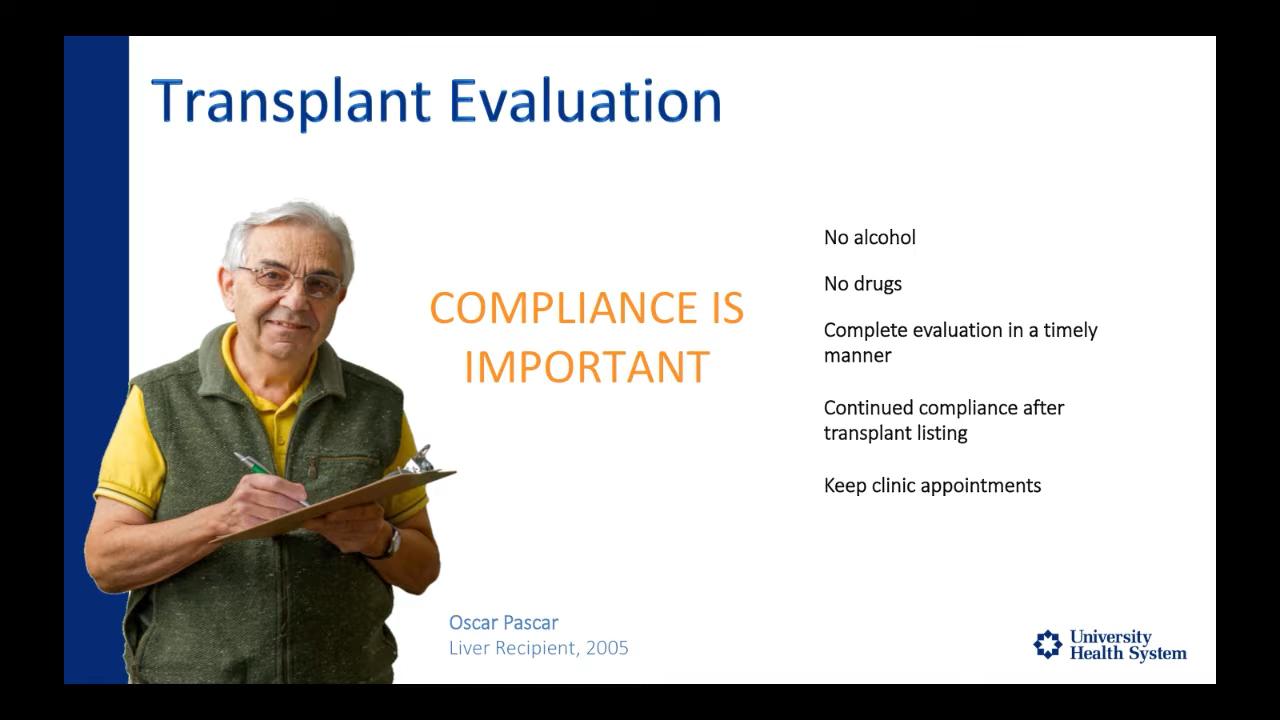 Transplant Evaluation
COMPLIANCE IS
IMPORTANT
No alcohol
No drugs
Complete evaluation in a timely
manner
Continued compliance after
transplant listing
Keep clinic appointments
Oscar Pascar
Liver Recipient, 2005
University
Health System